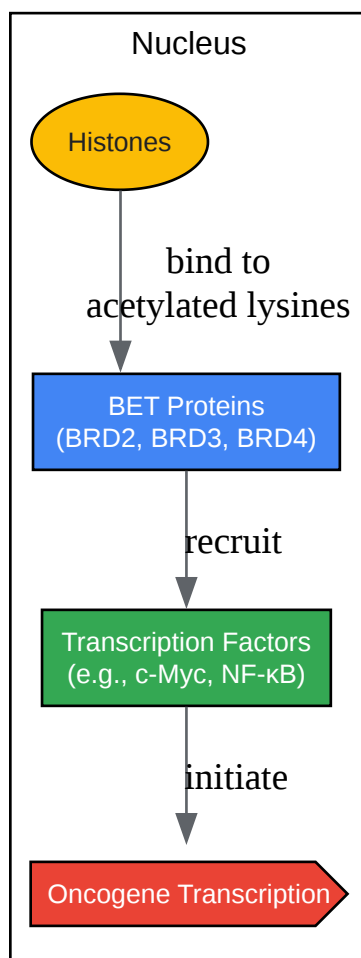 Nucleus
Histones
bind to
acetylated lysines
BET Proteins
(BRD2, BRD3, BRD4)
recruit
Transcription Factors
(e.g., c-Myc, NF-κB)
initiate
Oncogene Transcription